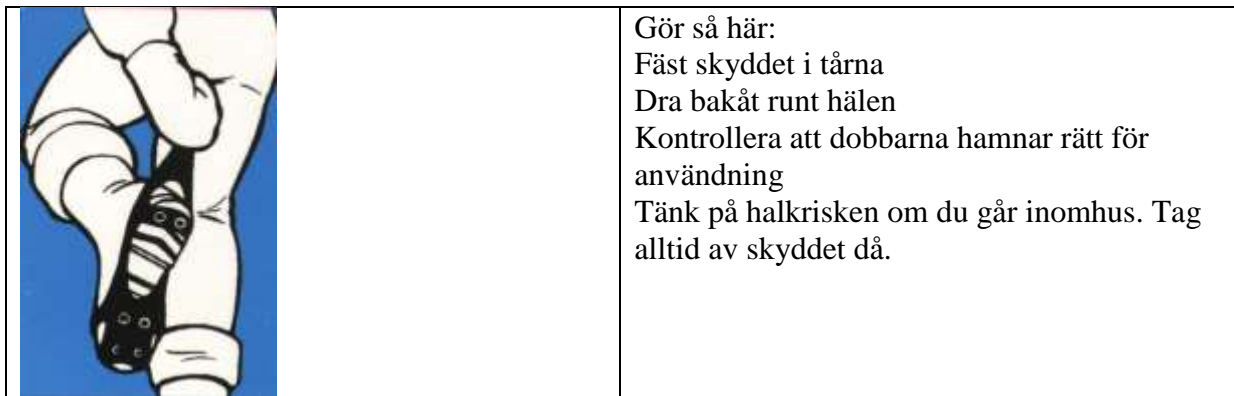 Gör så här:
Fäst skyddet i tårna
Dra bakåt runt hälen
Kontrollera att dobbarna hamnar rätt för
användning
Tänk på halkrisken om du går inomhus. Tag
alltid av skyddet då.